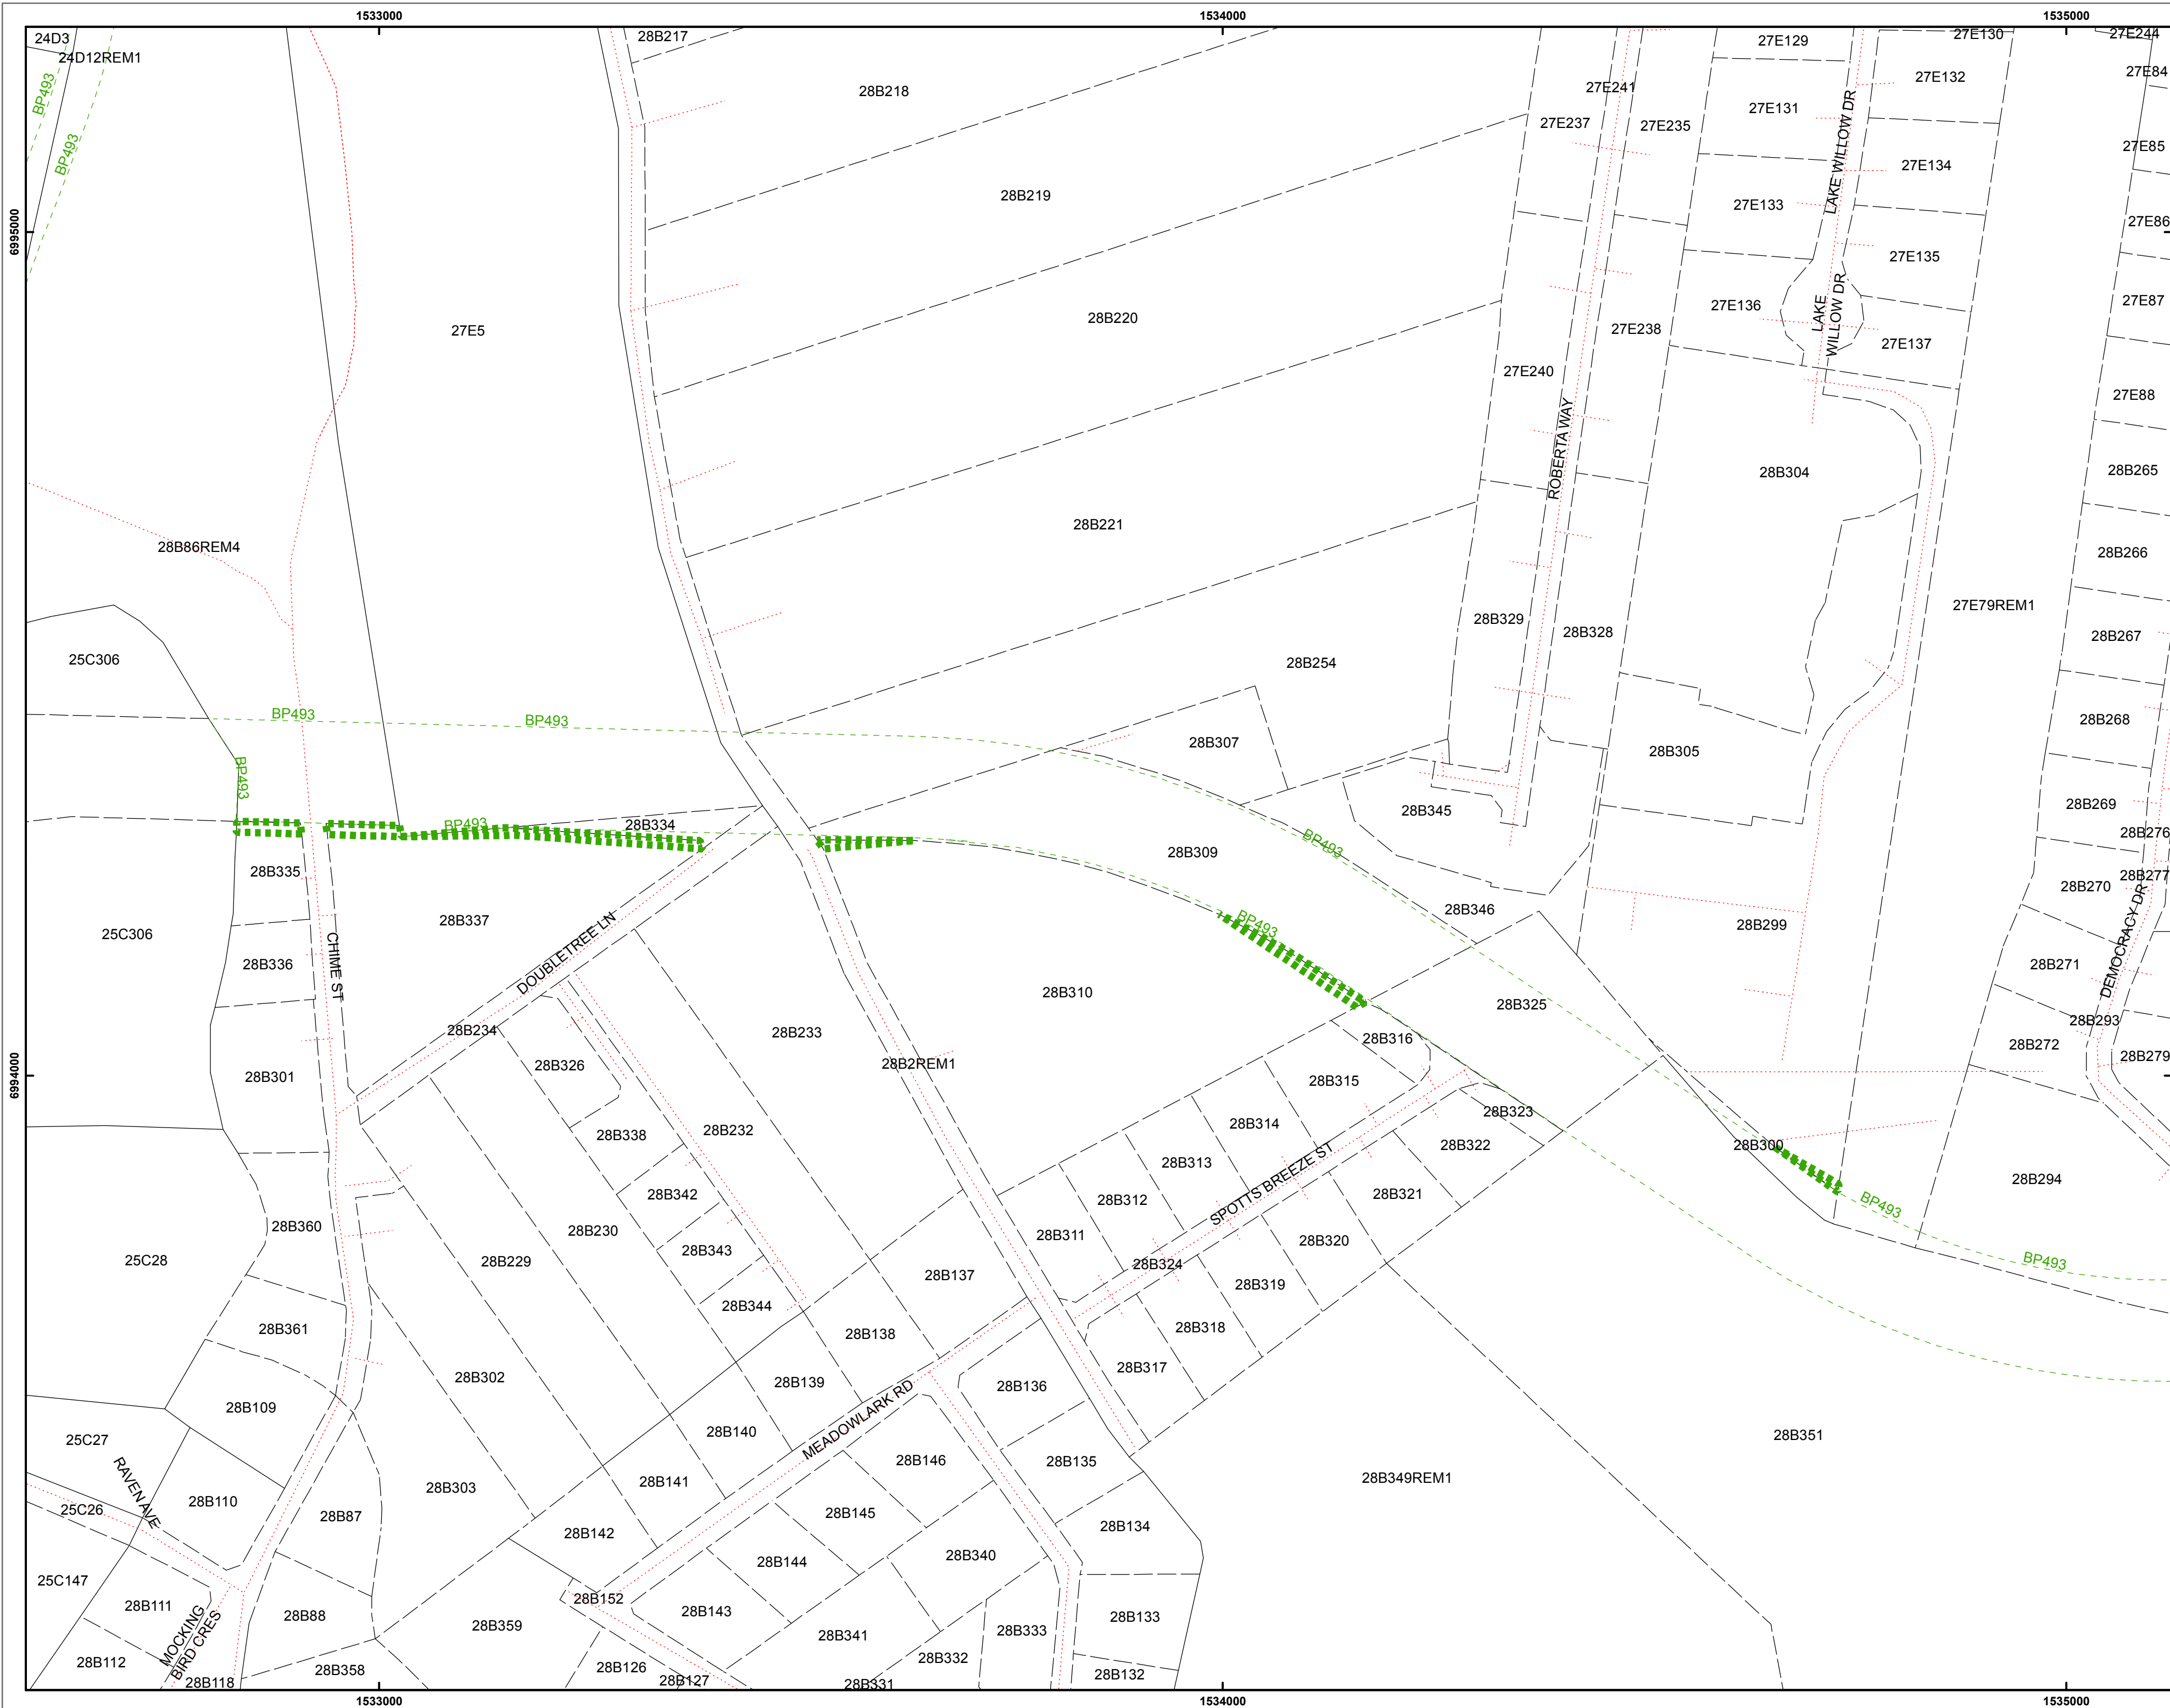 1533000
1534000
1535000
24D3
24D12REM1
28B217
27E129
27E130
27E244
27E84
27E132
28B218
27E241
27E131
BP493
LAKE WILLOW DR
27E237
27E235
BP493
27E85
27E134
28B219
27E133
6995000
27E86
27E135
27E87
27E136
LAKE
WILLOW DR
28B220
27E5
27E238
27E137
27E240
27E88
ROBERTA WAY
28B304
28B265
28B221
28B86REM4
28B266
27E79REM1
28B329
28B328
28B267
25C306
28B254
BP493
BP493
28B268
28B307
28B305
BP493
28B269
28B345
BP493
28B334
28B276
BP493
28B309
28B335
28B277
28B270
28B346
BP493
28B337
28B299
25C306
DEMOCRACY DR
DOUBLETREE LN
CHIME ST
28B336
28B271
28B310
28B325
28B293
28B234
28B233
28B316
28B272
28B279
28B326
28B2REM1
6994000
28B301
28B315
28B323
28B314
28B338
28B232
28B322
28B300
SPOTTS BREEZE ST
28B313
28B294
28B342
28B321
28B312
BP493
28B360
28B230
28B311
28B320
28B343
25C28
28B229
28B324
BP493
28B137
28B319
28B344
28B361
28B138
28B318
28B317
28B302
28B139
28B136
28B109
MEADOWLARK RD
28B140
28B351
25C27
28B146
28B135
28B349REM1
28B141
28B303
RAVEN AVE
28B110
25C26
28B145
28B87
28B134
28B142
28B340
28B144
25C147
28B152
28B111
28B143
28B88
28B133
28B359
28B333
28B341
MOCKING
BIRD CRES
28B332
28B112
28B126
28B358
28B132
28B127
28B118
28B331
1533000
1534000
1535000